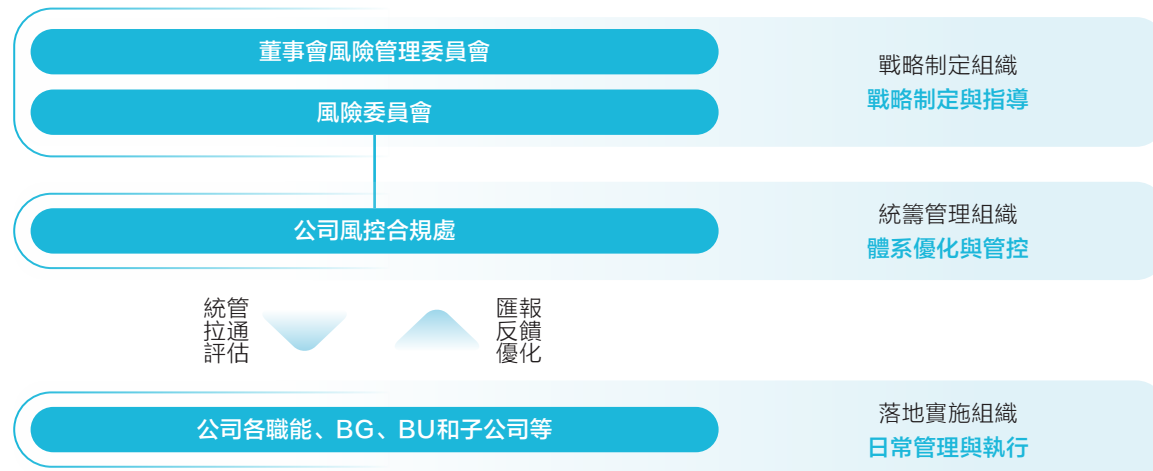 董事會風險管理委員會
風險委員會
戰略制定組織
戰略制定與指導
公司風控合規處
統籌管理組織
體系優化與管控
統管
拉通
評估
匯報
反饋
優化
公司各職能、BG、BU和子公司等
落地實施組織
日常管理與執行